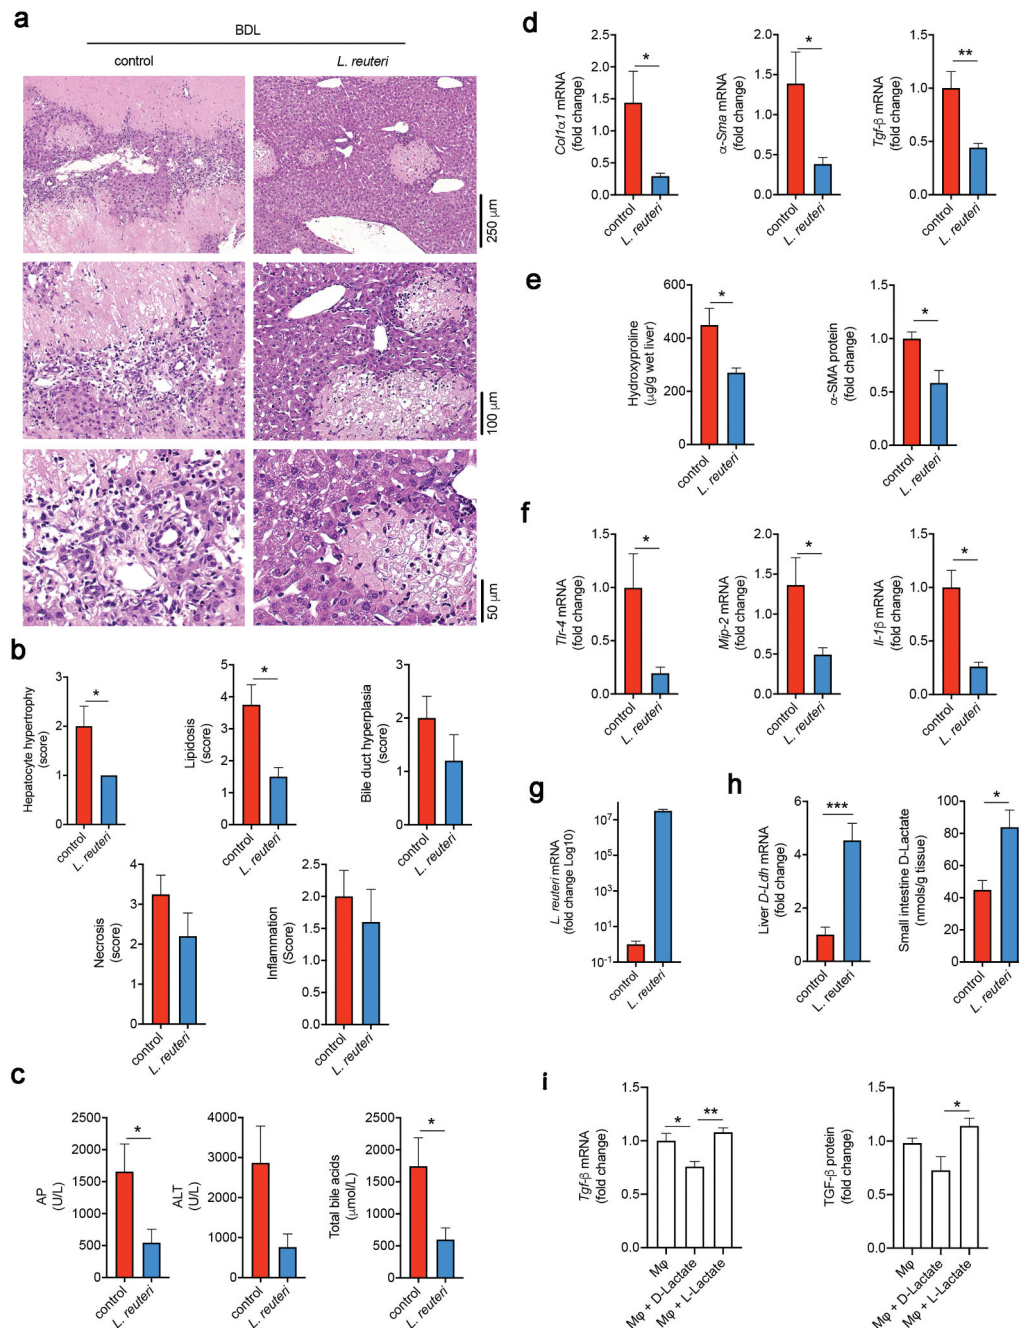 a
BDL
control
L. reuteri
250 µm
100 µm
50 µm
b
Hepatocyte hypertrophy
(score)
0
1
2
3
*
control
L. reuteri
Lipidosis
(score)
0
1
2
3
4
5
*
control
L. reuteri
Bile duct hyperplasia
(score)
0
1
2
3
control
L. reuteri
Necrosis
(score)
0
1
2
3
4
control
L. reuteri
Inflammation
(Score)
0.0
0.5
1.0
1.5
2.0
2.5
control
L. reuteri
c
AP
(U/L)
0
500
1000
1500
2000
2500
*
control
L. reuteri
ALT
(U/L)
0
1000
2000
3000
4000
control
L. reuteri
Total bile acids
(µmol/L)
0
500
1000
1500
2000
2500
*
control
L. reuteri
d
Col1α1 mRNA
(fold change)
0.0
0.5
1.0
1.5
2.0
2.5
*
control
L. reuteri
α-Sma mRNA
(fold change)
0.0
0.5
1.0
1.5
2.0
*
control
L. reuteri
Tgf-β mRNA
(fold change)
0.0
0.5
1.0
1.5
**
control
L. reuteri
e
Hydroxyproline
(µg/g wet liver)
0
200
400
600
*
control
L. reuteri
α-SMA protein
(fold change)
0.0
0.5
1.0
1.5
*
control
L. reuteri
f
Tlr-4 mRNA
(fold change)
0.0
0.5
1.0
1.5
*
control
L. reuteri
Mip-2 mRNA
(fold change)
0.0
0.5
1.0
1.5
2.0
*
control
L. reuteri
Il-1β mRNA
(fold change)
0.0
0.5
1.0
1.5
*
control
L. reuteri
g
L. reuteri mRNA
(fold change Log10)
10-1
101
103
105
107
control
L. reuteri
h
Liver D-Ldh mRNA
(fold change)
0
2
4
6
***
control
L. reuteri
Small intestine D-Lactate
(nmols/g tissue)
0
20
40
60
80
100
*
control
L. reuteri
i
Tgf-β mRNA
(fold change)
0.0
0.5
1.0
1.5
*
**
Mφ
Mφ + D-Lactate
Mφ + L-Lactate
TGF-β protein
(fold change)
0.0
0.5
1.0
1.5
*
Mφ
Mφ + D-Lactate
Mφ + L-Lactate